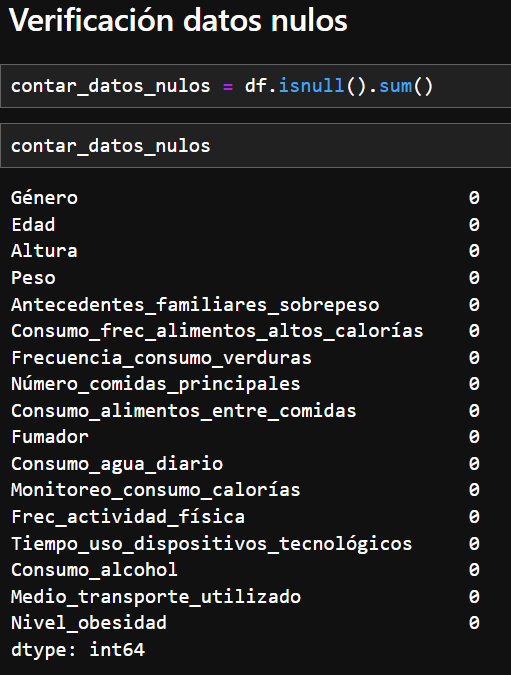 Verificación datos nulos
contar_datos_nulos = df.isnull().sum()
contar_datos_nulos
Género 0
Edad 0
Altura 0
Peso 0
Antecedentes_familiares_sobrepeso 0
Consumo_frec_alimentos_altos_calorías 0
Frecuencia_consumo_verduras 0
Número_comidas_principales 0
Consumo_alimentos_entre_comidas 0
Fumador 0
Consumo_agua_diario 0
Monitoreo_consumo_calorías 0
Frec_actividad_física 0
Tiempo_uso_dispositivos_tecnológicos 0
Consumo_alcohol 0
Medio_transporte_utilizado 0
Nivel_obesidad 0
dtype: int64